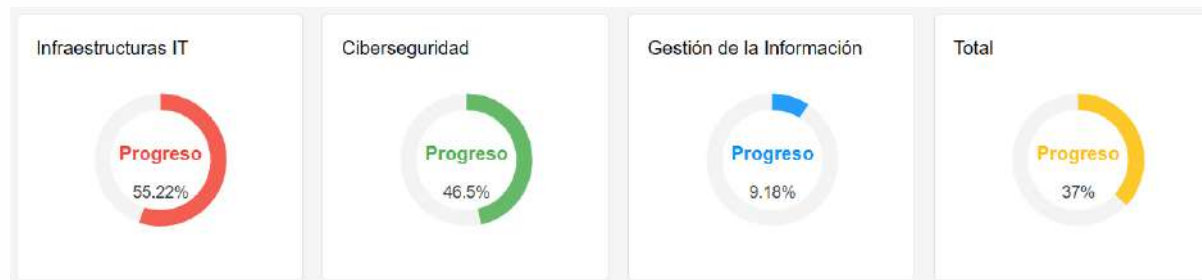 Infraestructuras IT
Progreso
55.22%
Ciberseguridad
Progreso
46.5%
Gestión de la Información
Progreso
9.18%
Total
Progreso
37%